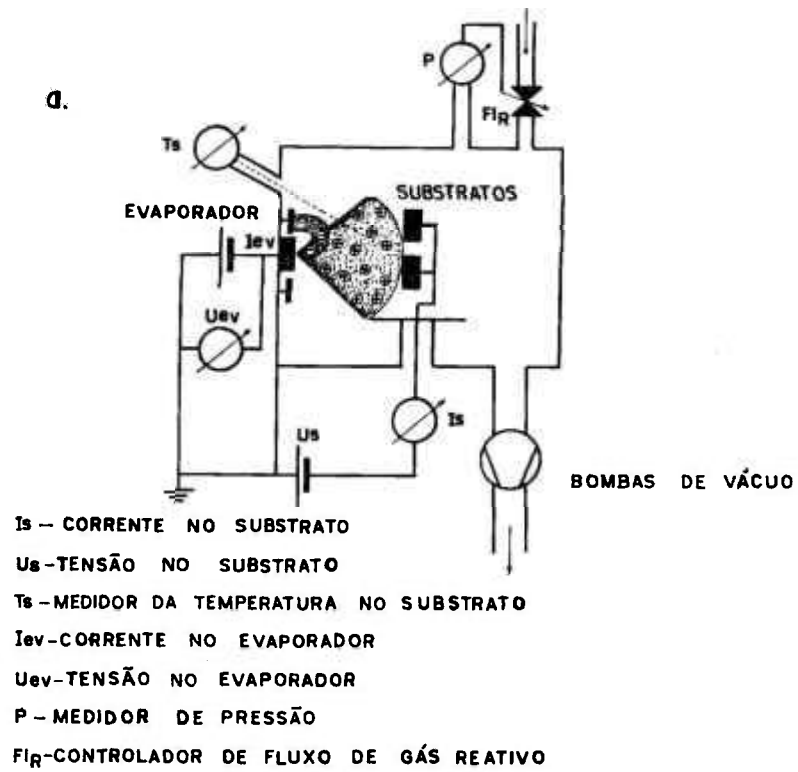 a.
P
FIR
Ts
SUBSTRATOS
EVAPORADOR
Iev
Uev
Is
Us
BOMBAS DE VÁCUO
Is – CORRENTE NO SUBSTRATO
Us-TENSÃO NO SUBSTRATO
Ts-MEDIDOR DA TEMPERATURA NO SUBSTRATO
Iev-CORRENTE NO EVAPORADOR
Uev-TENSÃO NO EVAPORADOR
P-MEDIDOR DE PRESSÃO
FIR-CONTROLADOR DE FLUXO DE GÁS REATIVO